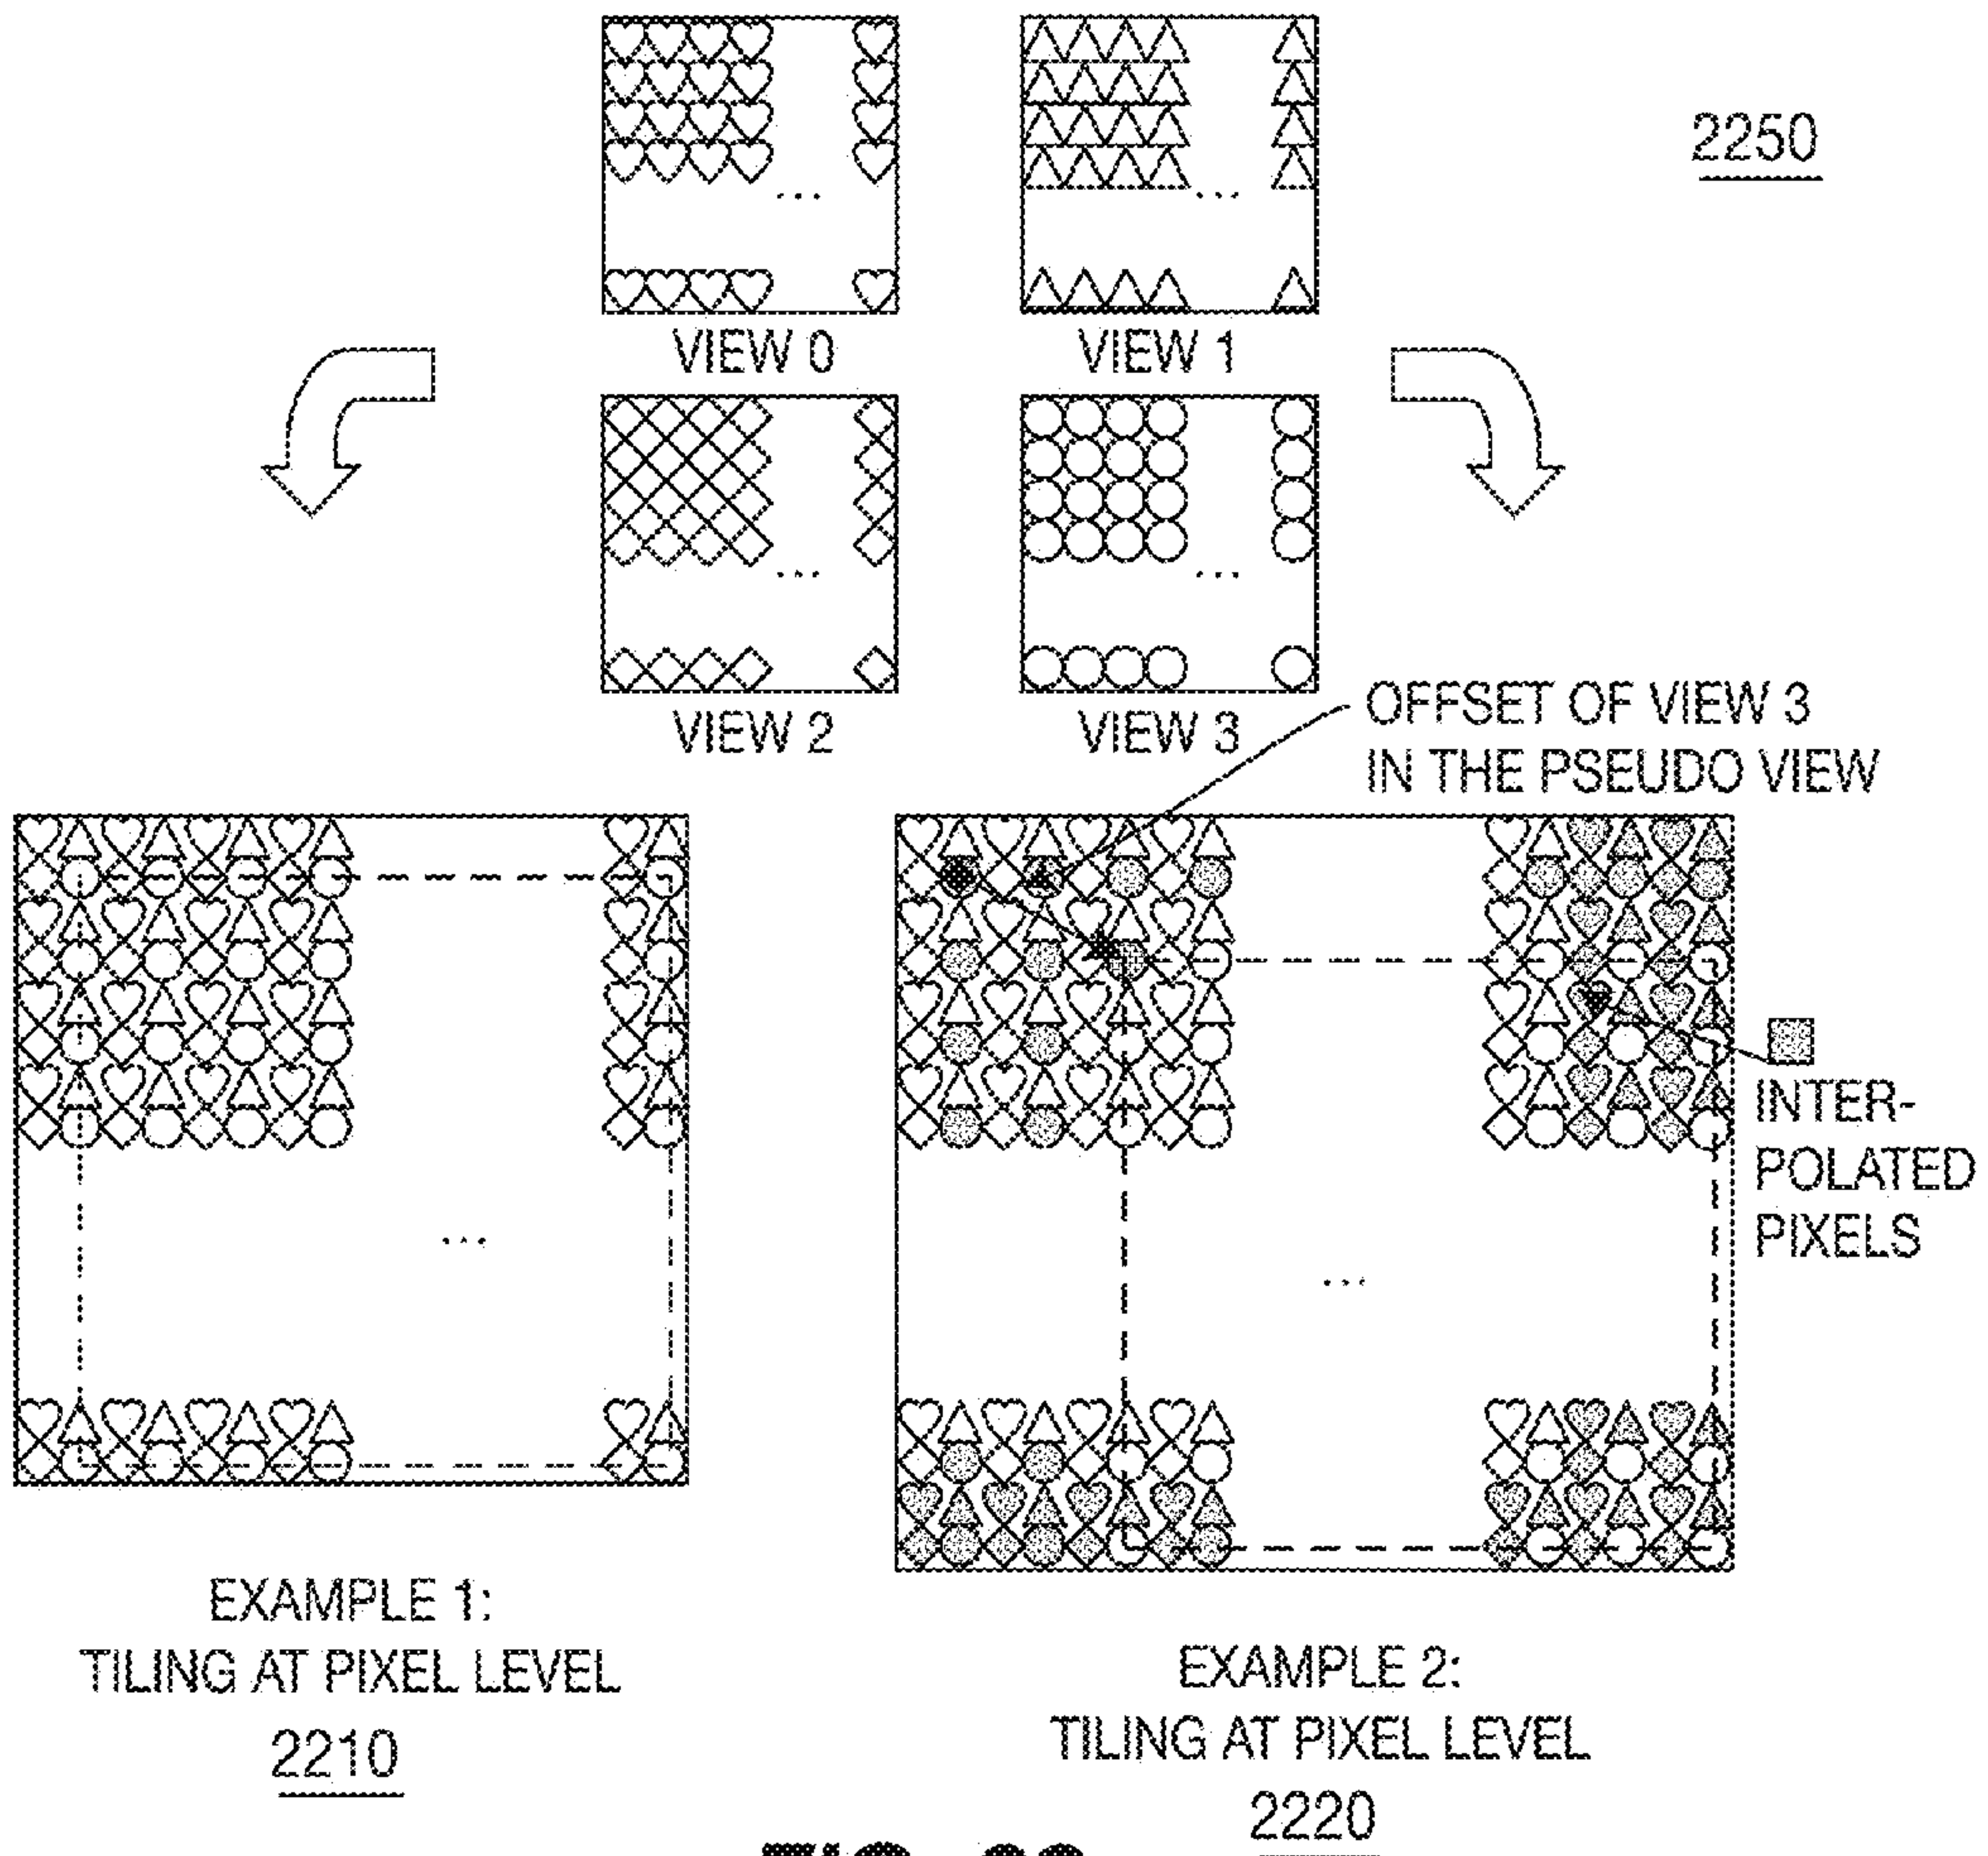 2250
VIEW 0
VIEW 1
VIEW 2
VIEW 3
OFFSET OF VIEW 3
IN THE PSEUDO VIEW
INTER-
POLATED
PIXELS
EXAMPLE 1:
TILING AT PIXEL LEVEL
2210
EXAMPLE 2:
TILING AT PIXEL LEVEL
2220